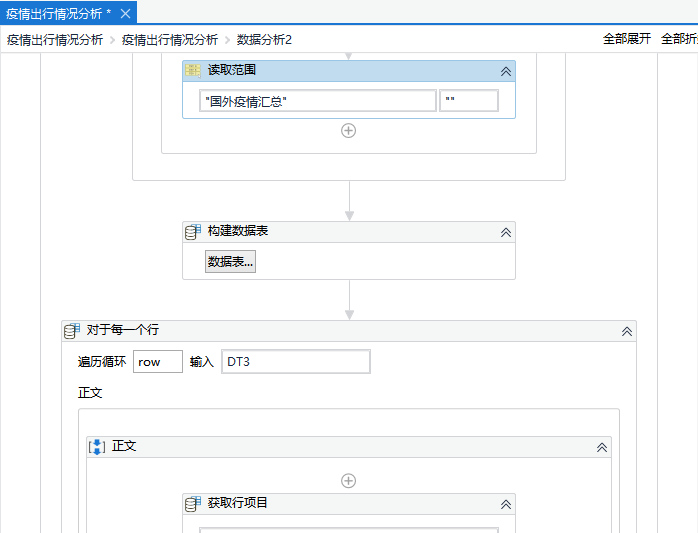 疫情出行情况分析 *
疫情出行情况分析 疫情出行情况分析 数据分析2 全部展开 全部折
读取范围
"国外疫情汇总" ""
构建数据表
数据表...
对于每一个行
遍历循环 row 输入 DT3
正文
正文
获取行项目